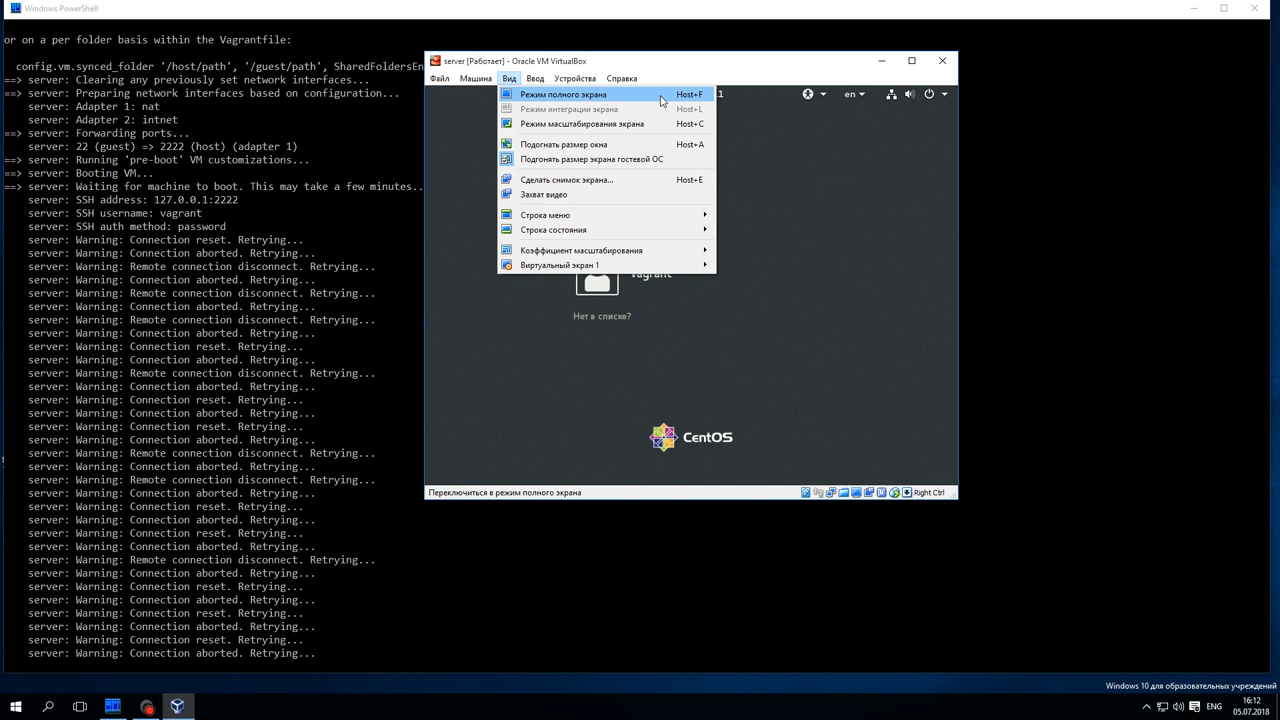 Windows PowerShell
or on a per folder basis within the Vagrantfile:
config.vm.synced_folder '/host/path', '/guest/path', SharedFoldersEn
==> server: Clearing any previously set network interfaces...
==> server: Preparing network interfaces based on configuration...
server: Adapter 1: nat
server: Adapter 2: intnet
==> server: Forwarding ports...
server: 22 (guest) => 2222 (host) (adapter 1)
==> server: Running 'pre-boot' VM customizations...
==> server: Booting VM...
==> server: Waiting for machine to boot. This may take a few minutes...
server: SSH address: 127.0.0.1:2222
server: SSH username: vagrant
server: SSH auth method: password
server: Warning: Connection reset. Retrying...
server: Warning: Connection aborted. Retrying...
server: Warning: Remote connection disconnect. Retrying...
server: Warning: Connection aborted. Retrying...
server: Warning: Remote connection disconnect. Retrying...
server: Warning: Connection aborted. Retrying...
server: Warning: Remote connection disconnect. Retrying...
server: Warning: Connection aborted. Retrying...
server: Warning: Connection reset. Retrying...
server: Warning: Connection aborted. Retrying...
server: Warning: Remote connection disconnect. Retrying...
server: Warning: Connection aborted. Retrying...
server: Warning: Connection reset. Retrying...
server: Warning: Connection aborted. Retrying...
server: Warning: Connection reset. Retrying...
server: Warning: Connection aborted. Retrying...
server: Warning: Remote connection disconnect. Retrying...
server: Warning: Connection aborted. Retrying...
server: Warning: Remote connection disconnect. Retrying...
server: Warning: Connection aborted. Retrying...
server: Warning: Connection reset. Retrying...
server: Warning: Connection aborted. Retrying...
server: Warning: Connection reset. Retrying...
server: Warning: Connection aborted. Retrying...
server: Warning: Remote connection disconnect. Retrying...
server: Warning: Connection aborted. Retrying...
server: Warning: Connection reset. Retrying...
server: Warning: Connection aborted. Retrying...
server: Warning: Connection reset. Retrying...
server: Warning: Connection aborted. Retrying...
server: Warning: Connection reset. Retrying...
server: Warning: Connection aborted. Retrying...
server [Работает] - Oracle VM VirtualBox
Файл Машина Вид Ввод Устройства Справка
Режим полного экрана Host+F
Режим интеграции экрана Host+L
Режим масштабирования экрана Host+C
Подогнать размер окна Host+A
Подгонять размер экрана гостевой ОС
Сделать снимок экрана... Host+E
Захват видео
Строка меню
Строка состояния
Коэффициент масштабирования
Виртуальный экран 1
.1 en
vagrant
Нет в списке?
CentOS
Переключиться в режим полного экрана Right Ctrl
Windows 10 для образовательных учреждений
ENG
16:12
05.07.2018